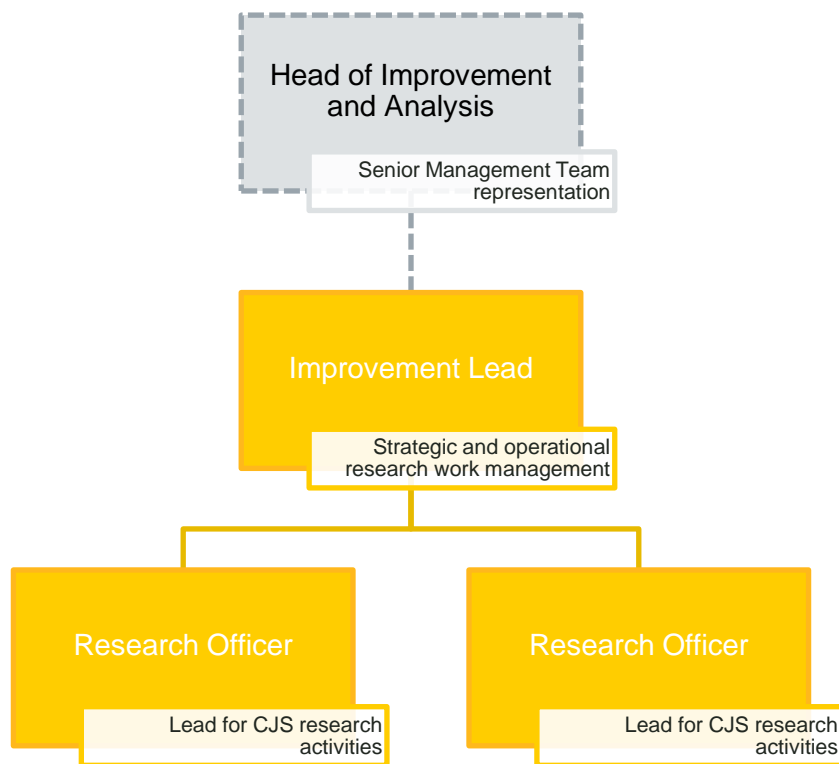 Head of Improvement
and Analysis
Senior Management Team
representation
Improvement Lead
Strategic and operational
research work management
Research Officer
Lead for CJS research
activities
Research Officer
Lead for CJS research
activities